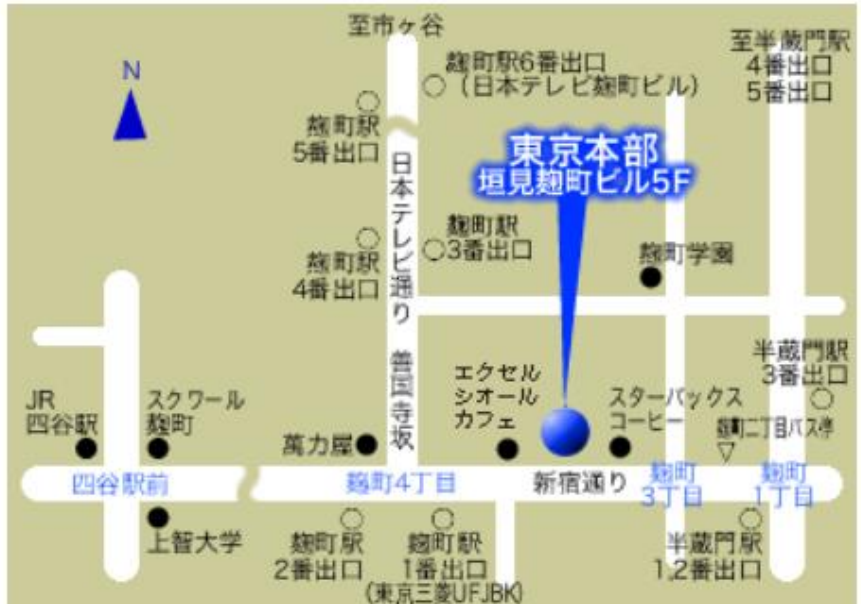 至市ヶ谷
N
麹町駅6番出口
(日本テレビ麹町ビル)
至半蔵門駅
4番出口
5番出口
麹町駅
5番出口
東京本部
垣見麹町ビル5F
日本テレビ通り
善国寺坂
麹町駅
3番出口
麹町駅
4番出口
麹町学園
半蔵門駅
3番出口
エクセル
シオール
カフェ
スターバックス
コーヒー
麹町二丁目バス停
JR
四谷駅
スクワール
麹町
萬力屋
四谷駅前
麹町4丁目
新宿通り
麹町
3丁目
麹町
1丁目
上智大学
麹町駅
2番出口
麹町駅
1番出口
(東京三菱UFJBK)
半蔵門駅
1,2番出口